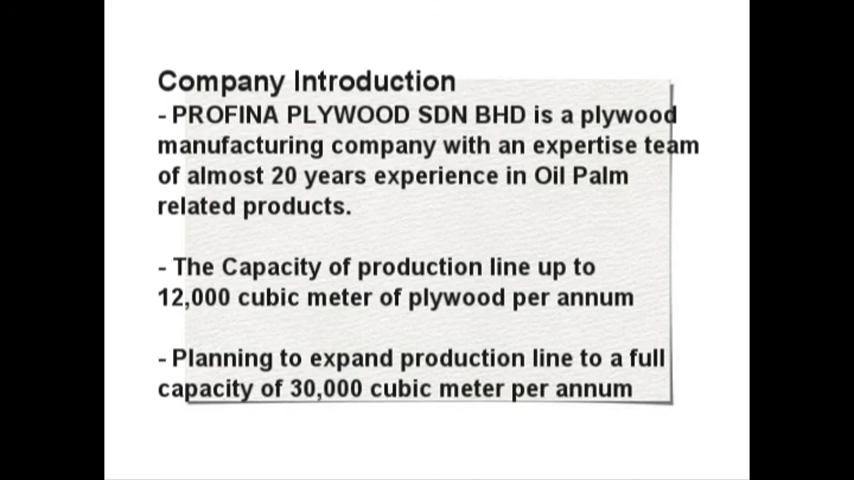 Company Introduction
- PROFINA PLYWOOD SDN BHD is a plywood
manufacturing company with an expertise team
of almost 20 years experience in Oil Palm
related products.
- The Capacity of production line up to
12,000 cubic meter of plywood per annum
- Planning to expand production line to a full
capacity of 30,000 cubic meter per annum